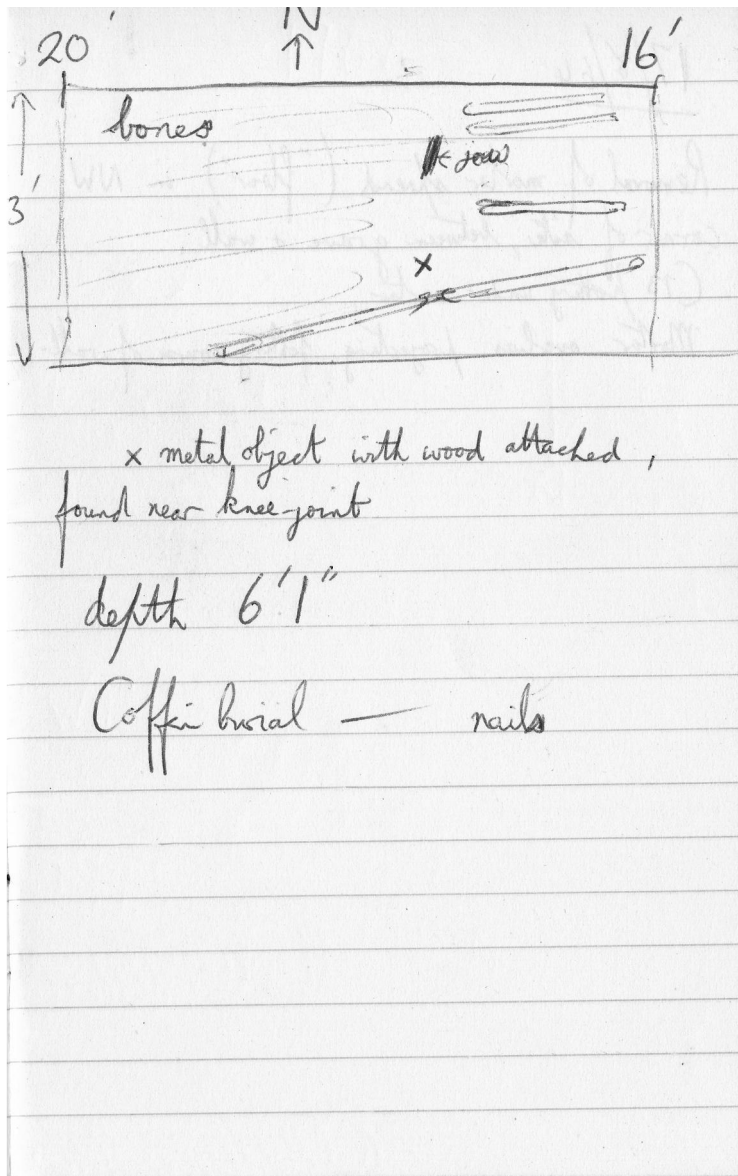 N
20' 16'
bones
← jaw
3'
x
x metal object with wood attached,
found near knee-joint
depth 6'1"
Coffin burial — nails